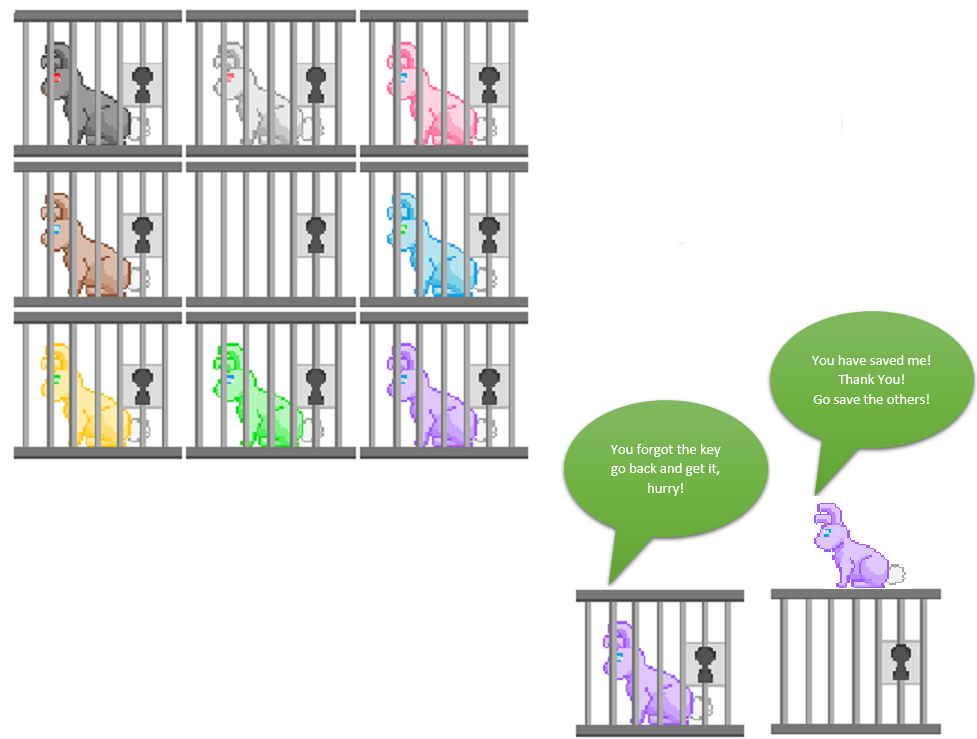 You have saved me!
Thank You!
Go save the others!
You forgot the key
go back and get it,
hurry!